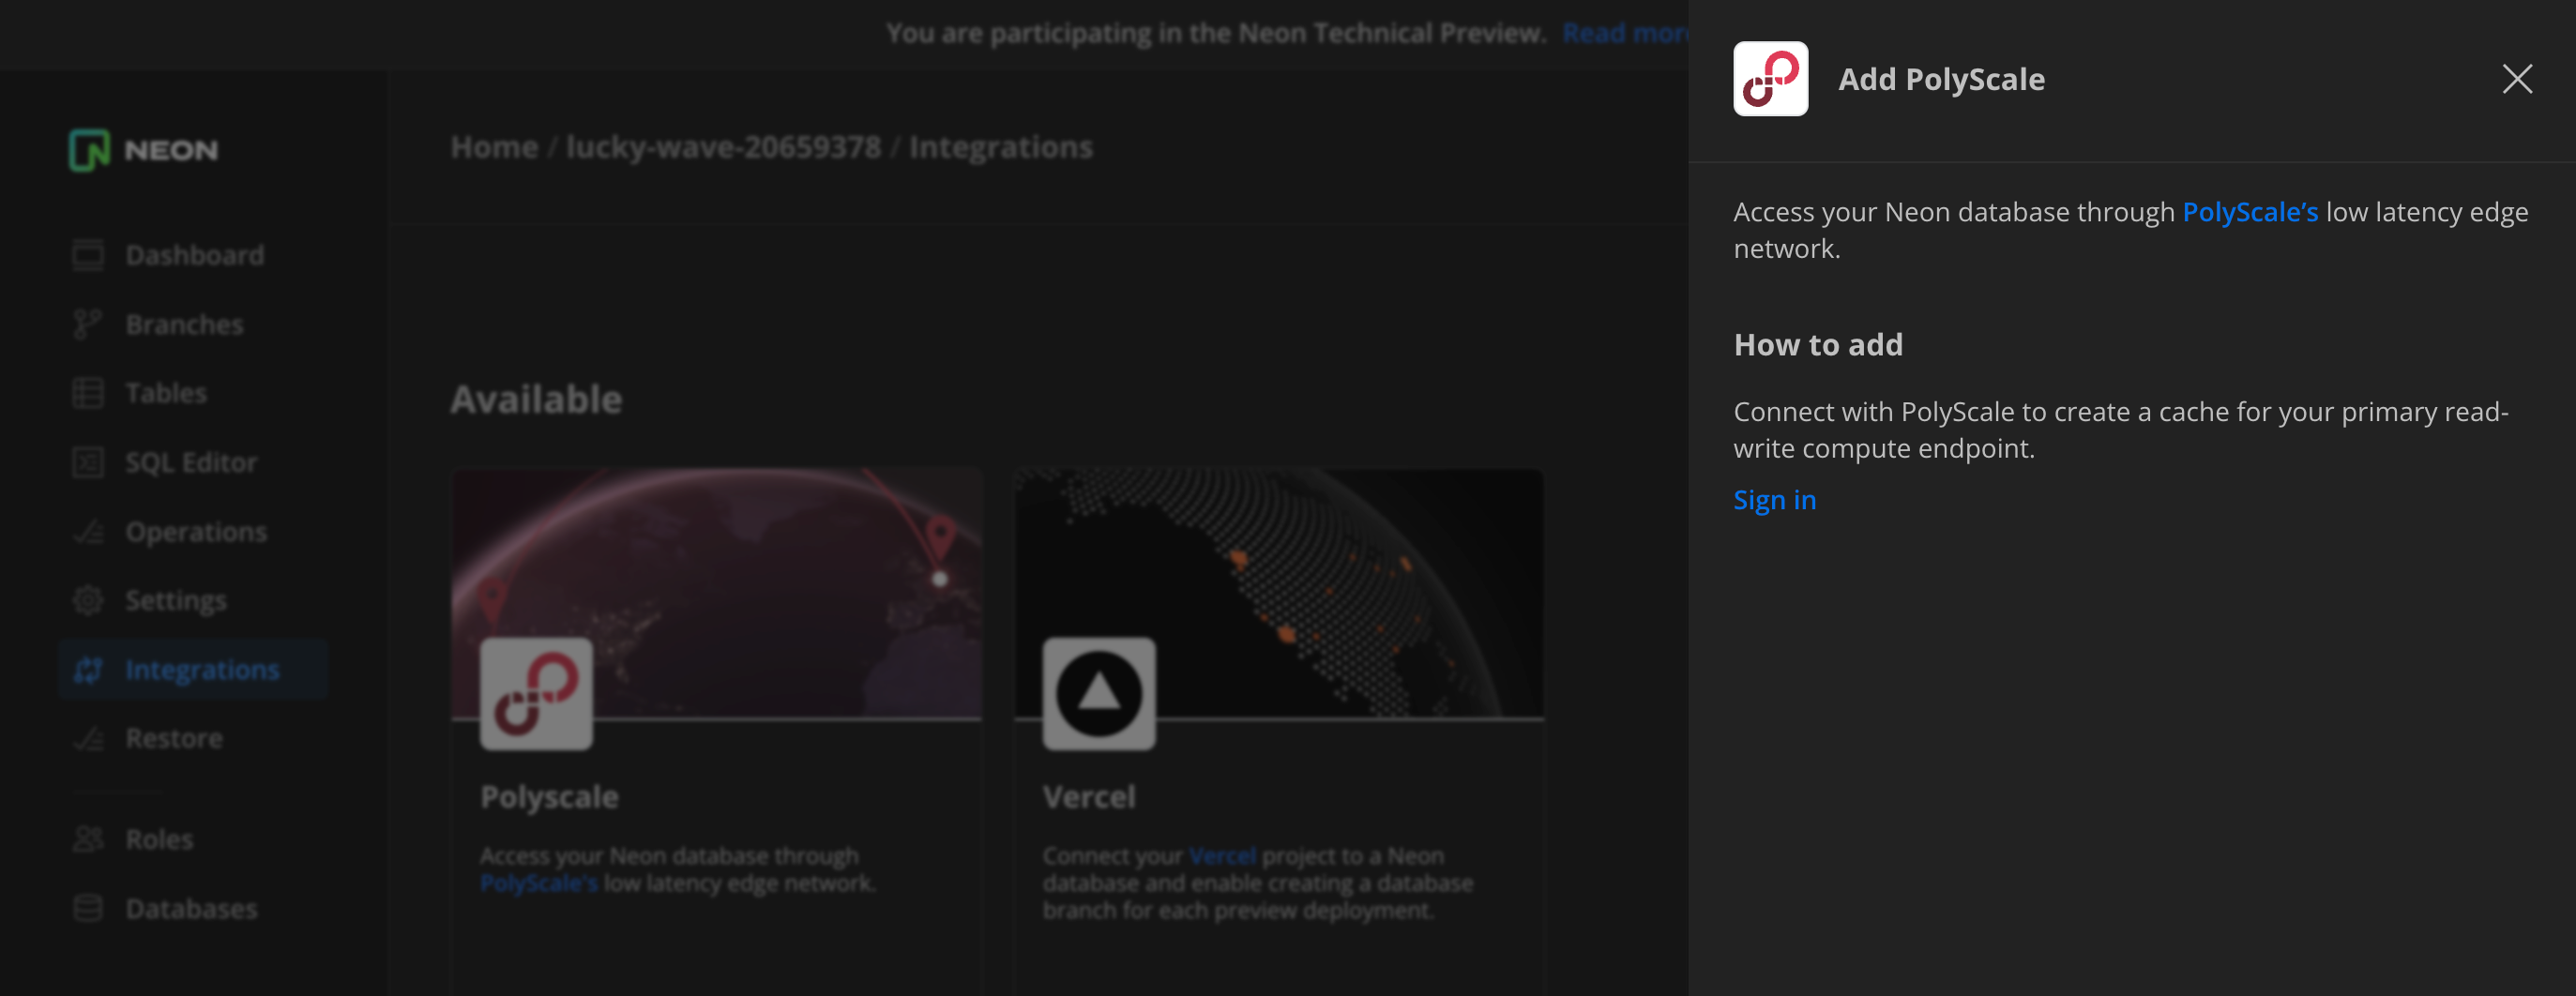 You are participating in the Neon Technical Preview. Read more
NEON
Dashboard
Branches
Tables
SQL Editor
Operations
Settings
Integrations
Restore
Roles
Databases
Home / lucky-wave-20659378 / Integrations
Available
Polyscale
Access your Neon database through
PolyScale's low latency edge network.
Vercel
Connect your Vercel project to a Neon
database and enable creating a database
branch for each preview deployment.
Add PolyScale
Access your Neon database through PolyScale’s low latency edge
network.
How to add
Connect with PolyScale to create a cache for your primary read-
write compute endpoint.
Sign in